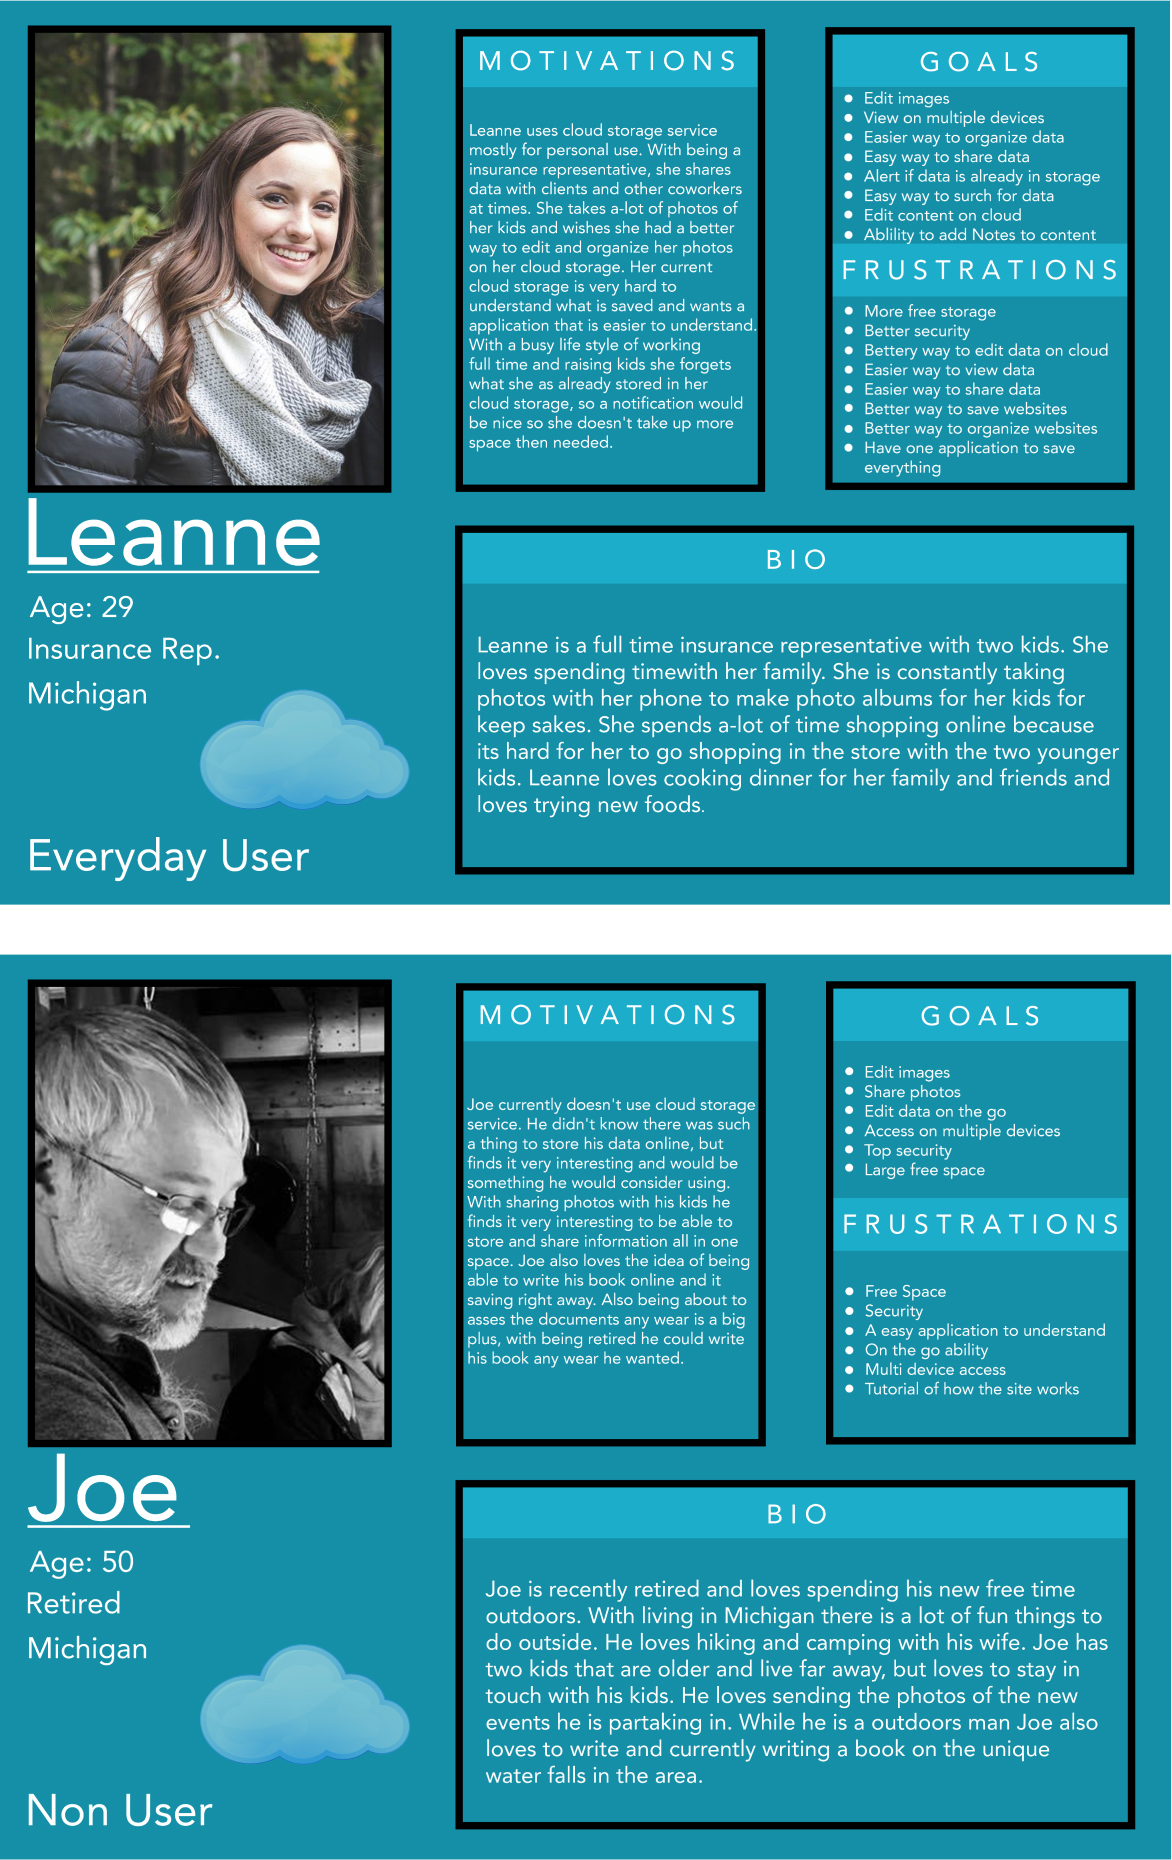 MOTIVATIONS
Leanne uses cloud storage service
mostly for personal use. With being a
insurance representative, she shares
data with clients and other coworkers
at times. She takes a-lot of photos of
her kids and wishes she had a better
way to edit and organize her photos
on her cloud storage. Her current
cloud storage is very hard to
understand what is saved and wants a
application that is easier to understand.
With a busy life style of working
full time and raising kids she forgets
what she as already stored in her
cloud storage, so a notification would
be nice so she doesn't take up more
space then needed.
GOALS
Edit images
View on multiple devices
Easier way to organize data
Easy way to share data
Alert if data is already in storage
Easy way to surch for data
Edit content on cloud
Ablility to add Notes to content
FRUSTRATIONS
More free storage
Better security
Bettery way to edit data on cloud
Easier way to view data
Easier way to share data
Better way to save websites
Better way to organize websites
Have one application to save
everything
Leanne
Age: 29
Insurance Rep.
Michigan
Everyday User
BIO
Leanne is a full time insurance representative with two kids. She
loves spending timewith her family. She is constantly taking
photos with her phone to make photo albums for her kids for
keep sakes. She spends a-lot of time shopping online because
its hard for her to go shopping in the store with the two younger
kids. Leanne loves cooking dinner for her family and friends and
loves trying new foods.
MOTIVATIONS
Joe currently doesn't use cloud storage
service. He didn't know there was such
a thing to store his data online, but
finds it very interesting and would be
something he would consider using.
With sharing photos with his kids he
finds it very interesting to be able to
store and share information all in one
space. Joe also loves the idea of being
able to write his book online and it
saving right away. Also being about to
asses the documents any wear is a big
plus, with being retired he could write
his book any wear he wanted.
GOALS
Edit images
Share photos
Edit data on the go
Access on multiple devices
Top security
Large free space
FRUSTRATIONS
Free Space
Security
A easy application to understand
On the go ability
Multi device access
Tutorial of how the site works
Joe
Age: 50
Retired
Michigan
Non User
BIO
Joe is recently retired and loves spending his new free time
outdoors. With living in Michigan there is a lot of fun things to
do outside. He loves hiking and camping with his wife. Joe has
two kids that are older and live far away, but loves to stay in
touch with his kids. He loves sending the photos of the new
events he is partaking in. While he is a outdoors man Joe also
loves to write and currently writing a book on the unique
water falls in the area.